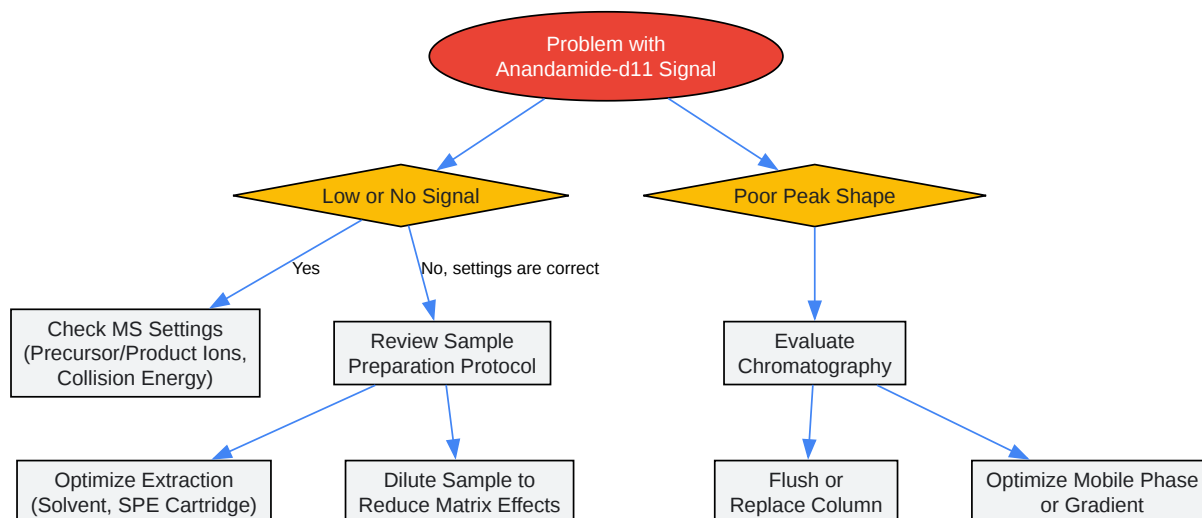 Problem with
Anandamide-d11 Signal
Low or No Signal
Poor Peak Shape
Yes
No, settings are correct
Check MS Settings
(Precursor/Product Ions,
Collision Energy)
Review Sample
Preparation Protocol
Evaluate
Chromatography
Optimize Extraction
(Solvent, SPE Cartridge)
Dilute Sample to
Reduce Matrix Effects
Flush or
Replace Column
Optimize Mobile Phase
or Gradient